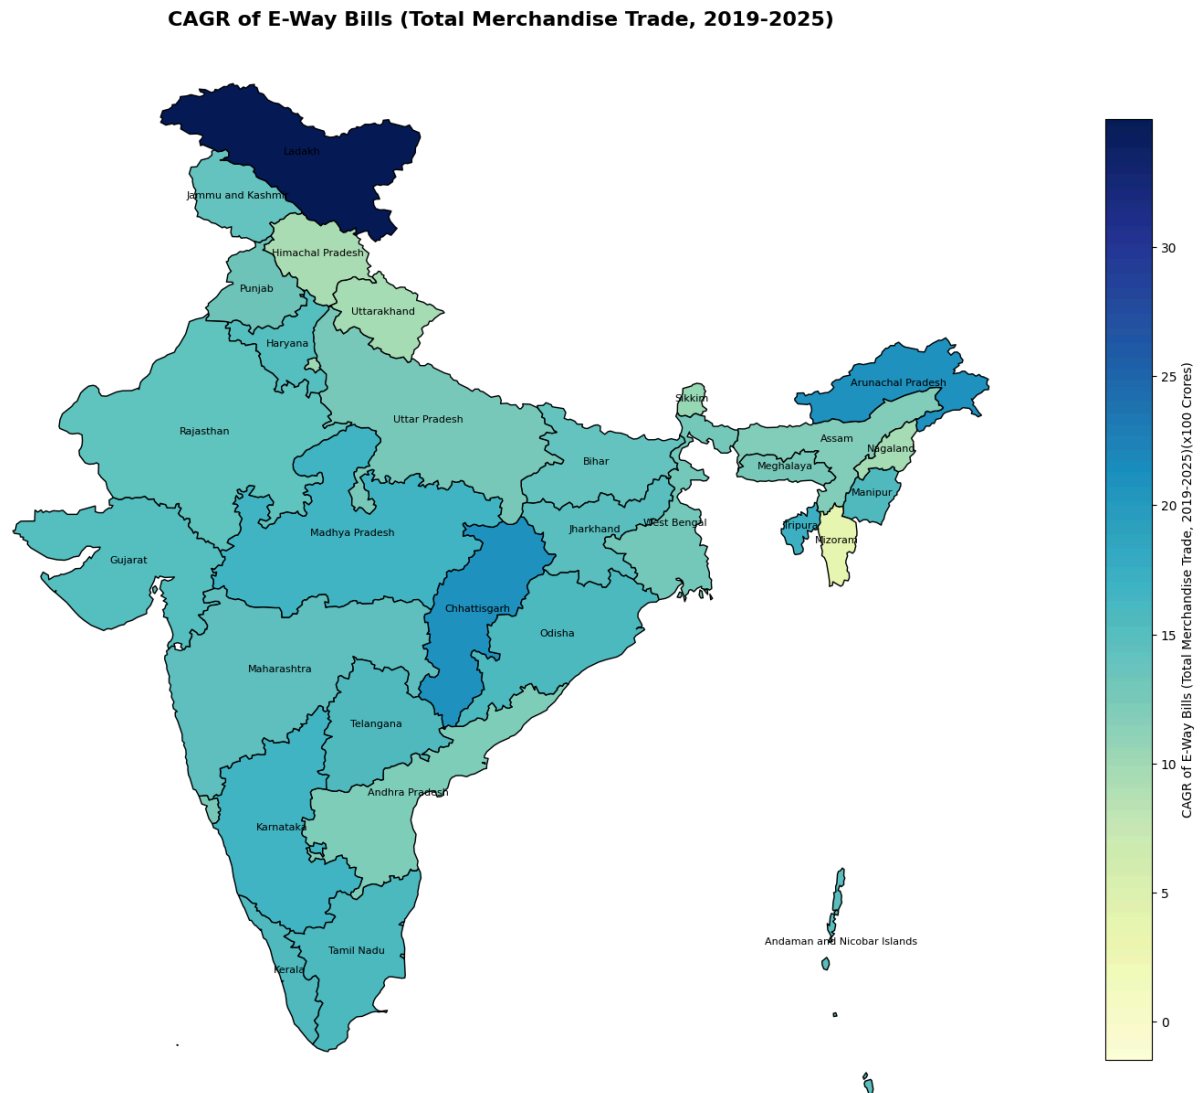 CAGR of E-Way Bills (Total Merchandise Trade, 2019-2025)
Ladakh
Jammu and Kashmir
Himachal Pradesh
Punjab
Uttarakhand
Haryana
Arunachal Pradesh
Sikkim
Uttar Pradesh
Rajasthan
Assam
Nagaland
Bihar
Meghalaya
Manipur
West Bengal
Tripura
Jharkhand
Madhya Pradesh
Mizoram
Gujarat
Chhattisgarh
Odisha
Maharashtra
Telangana
Andhra Pradesh
Karnataka
Andaman and Nicobar Islands
Tamil Nadu
Kerala
30
25
20
15
10
5
0
CAGR of E-Way Bills (Total Merchandise Trade, 2019-2025)(x100 Crores)